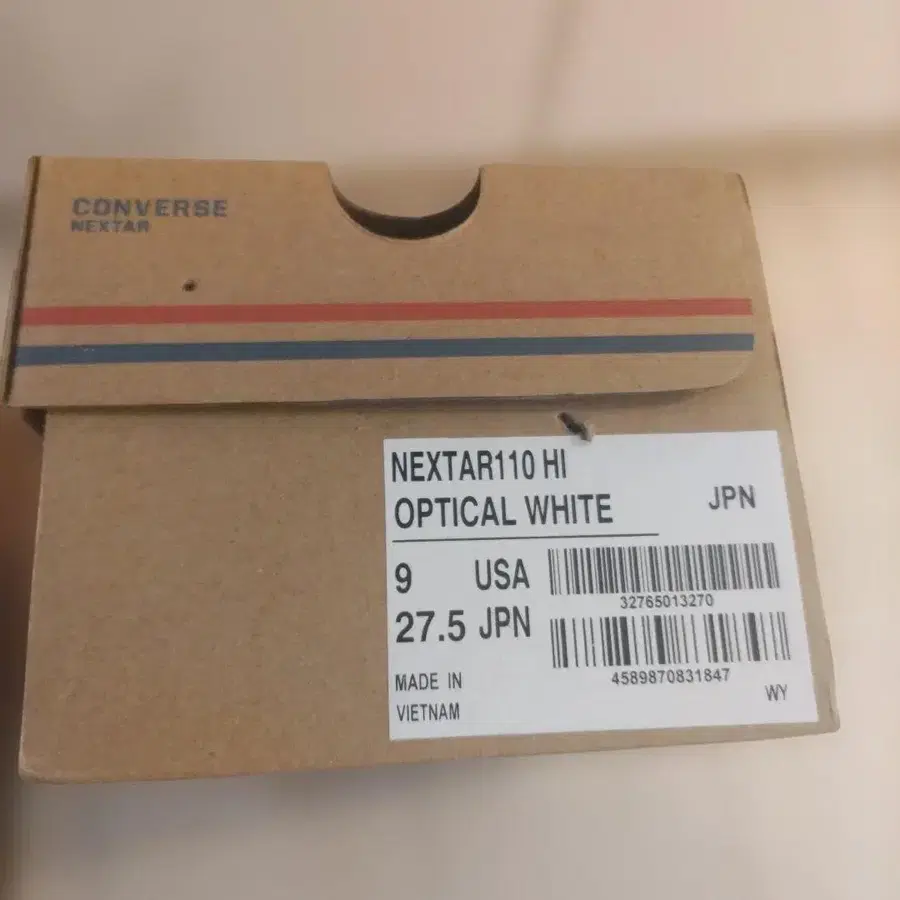 CONVERSE
NEXTAR
NEXTAR110 HI
OPTICAL WHITE
JPN
9 USA
27.5 JPN
32765013270
4589870831847
MADE IN
VIETNAM
WY